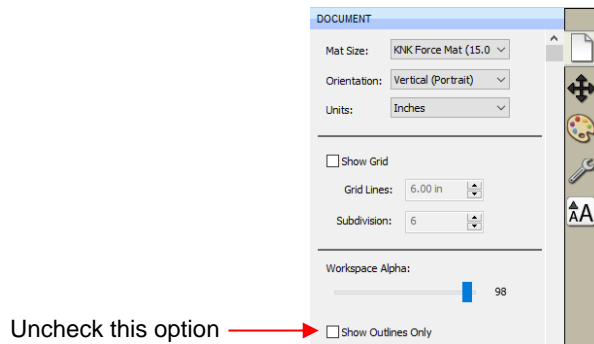 DOCUMENT
Mat Size: KNK Force Mat (15.0
Orientation: Vertical (Portrait)
Units: Inches
Show Grid
Grid Lines: 6.00 in
Subdivision: 6
Workspace Alpha:
98
Uncheck this option
Show Outlines Only
AA